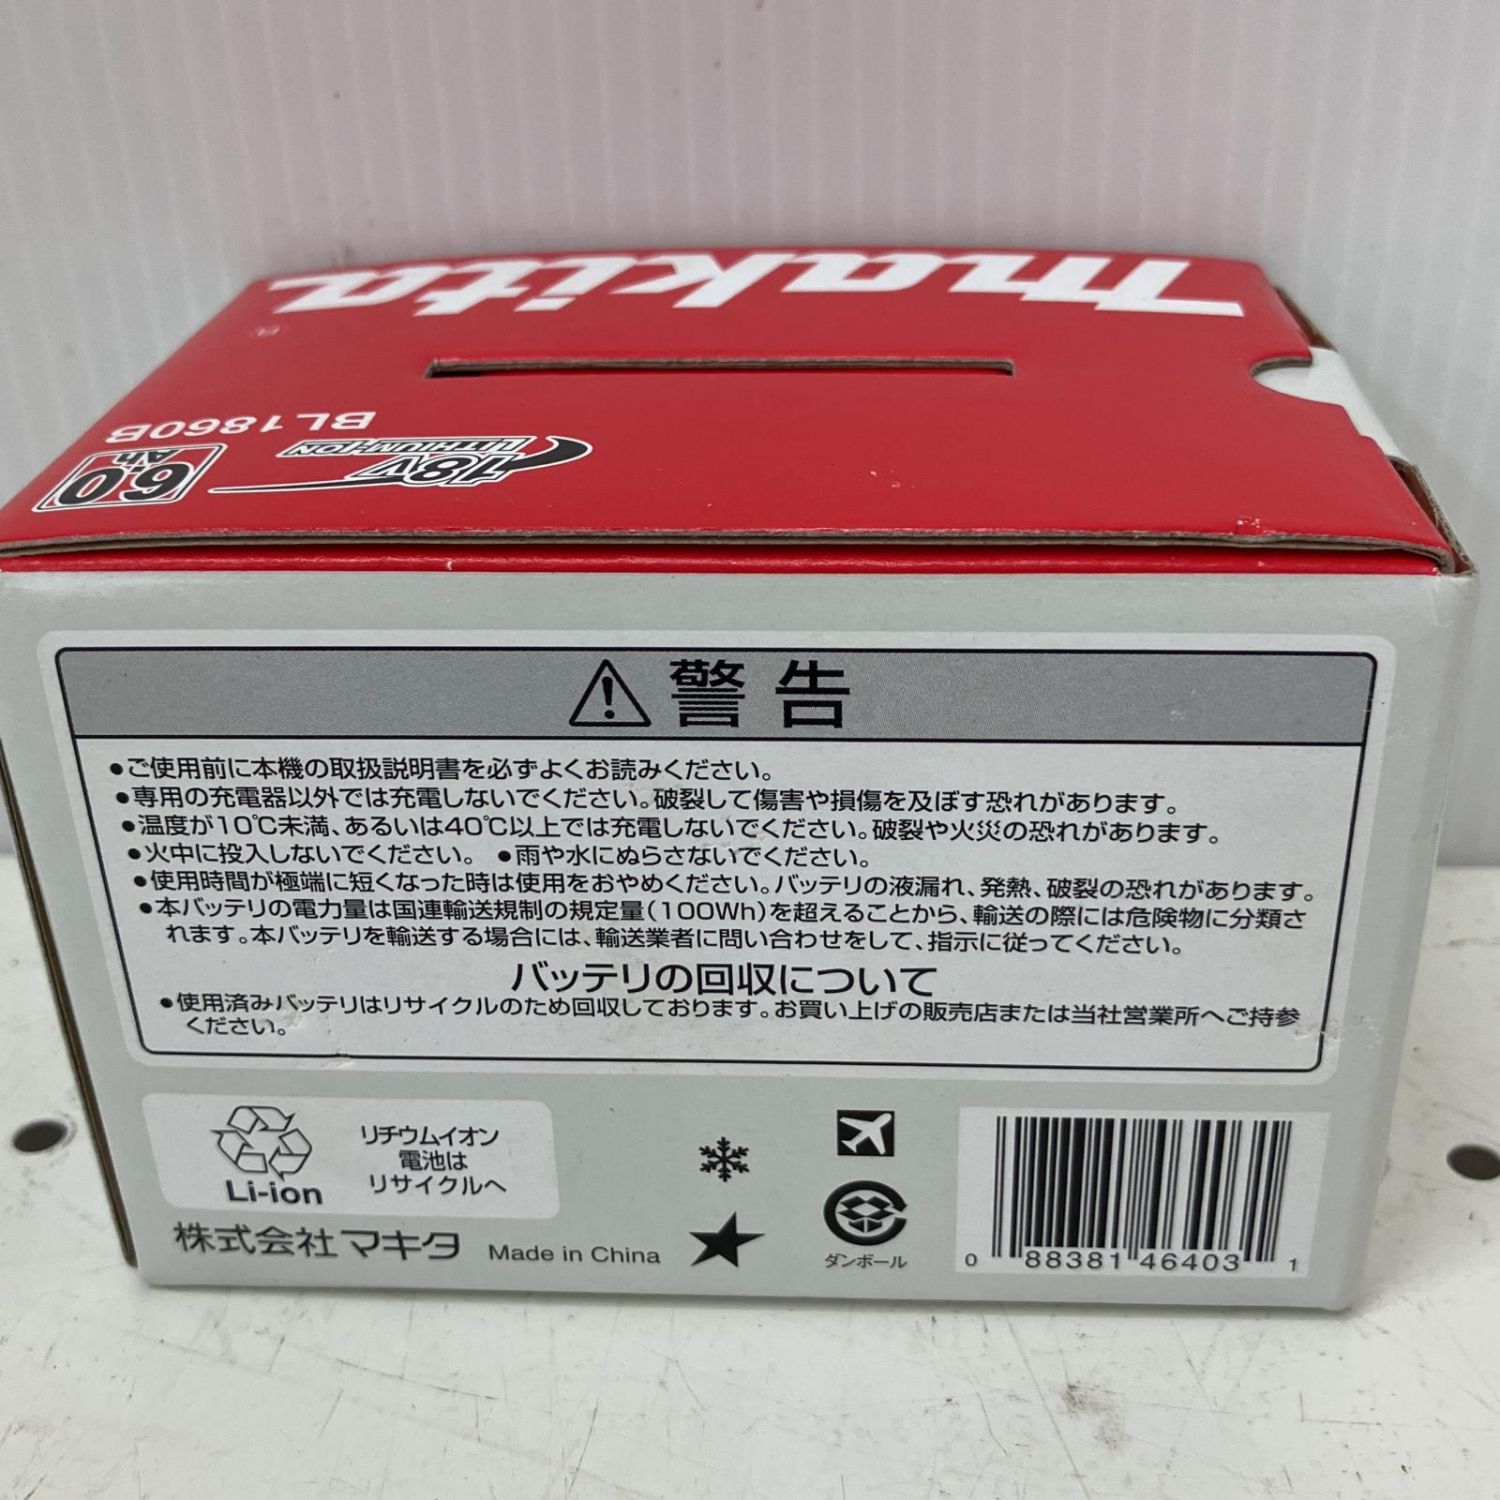 makita
®
BL1860B
18V
LITHIUM-ION
6.0
Ah
警告
●ご使用前に本機の取扱説明書を必ずよくお読みください。
●専用の充電器以外では充電しないでください。破裂して傷害や損傷を及ぼす恐れがあります。
●温度が10℃未満、あるいは40℃以上では充電しないでください。破裂や火災の恐れがあります。
●火中に投入しないでください。 ●雨や水にぬらさないでください。
●使用時間が極端に短くなった時は使用をおやめください。バッテリの液漏れ、発熱、破裂の恐れがあります。
●本バッテリの電力量は国連輸送規制の規定量(100Wh)を超えることから、輸送の際には危険物に分類さ
れます。本バッテリを輸送する場合には、輸送業者に問い合わせをして、指示に従ってください。
バッテリの回収について
●使用済みバッテリはリサイクルのため回収しております。お買い上げの販売店または当社営業所へご持参
ください。
Li-ion
リチウムイオン
電池は
リサイクルへ
株式会社マキタ Made in China
ダンボール
0 88381 46403 1